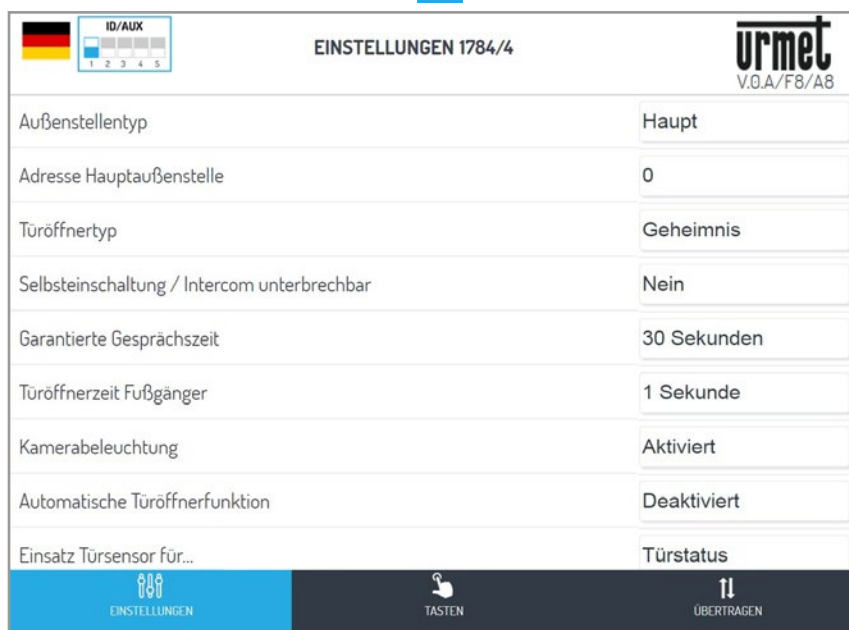 ID/AUX
1 2 3 4 5
EINSTELLUNGEN 1784/4
urmet
V.0.A/F8/A8
Außenstellentyp Haupt
Adresse Hauptaußenstelle 0
Türöffnertyp Geheimnis
Selbsteinschaltung / Intercom unterbrechbar Nein
Garantierte Gesprächszeit 30 Sekunden
Türöffnerzeit Fußgänger 1 Sekunde
Kamerabeleuchtung Aktiviert
Automatische Türöffnerfunktion Deaktiviert
Einsatz Türsensor für... Türstatus
EINSTELLUNGEN TASTEN ÜBERTRAGEN